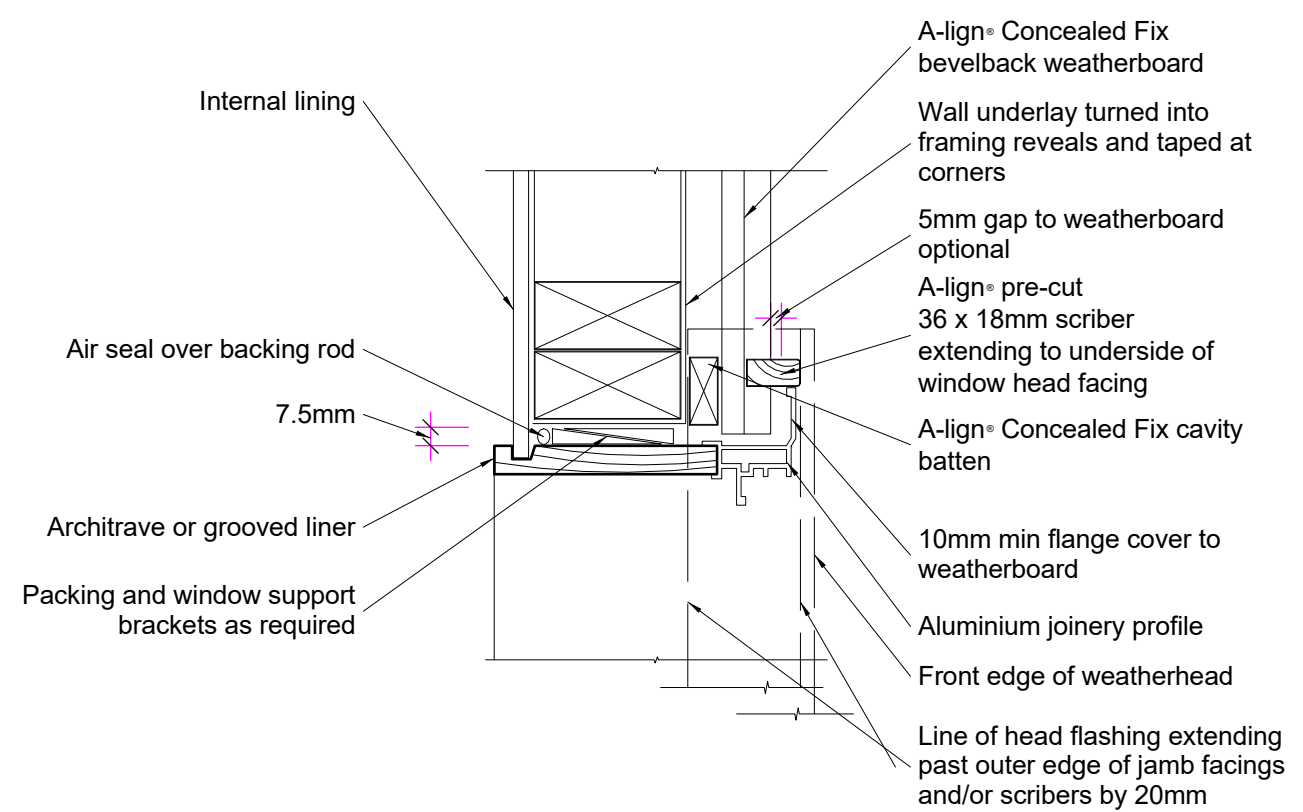 Internal lining
Air seal over backing rod
7.5mm
Architrave or grooved liner
Packing and window support
brackets as required
A-lign® Concealed Fix
bevelback weatherboard
Wall underlay turned into
framing reveals and taped at
corners
5mm gap to weatherboard
optional
A-lign® pre-cut
36 x 18mm scriber
extending to underside of
window head facing
A-lign® Concealed Fix cavity
batten
10mm min flange cover to
weatherboard
Aluminium joinery profile
Front edge of weatherhead
Line of head flashing extending
past outer edge of jamb facings
and/or scribers by 20mm